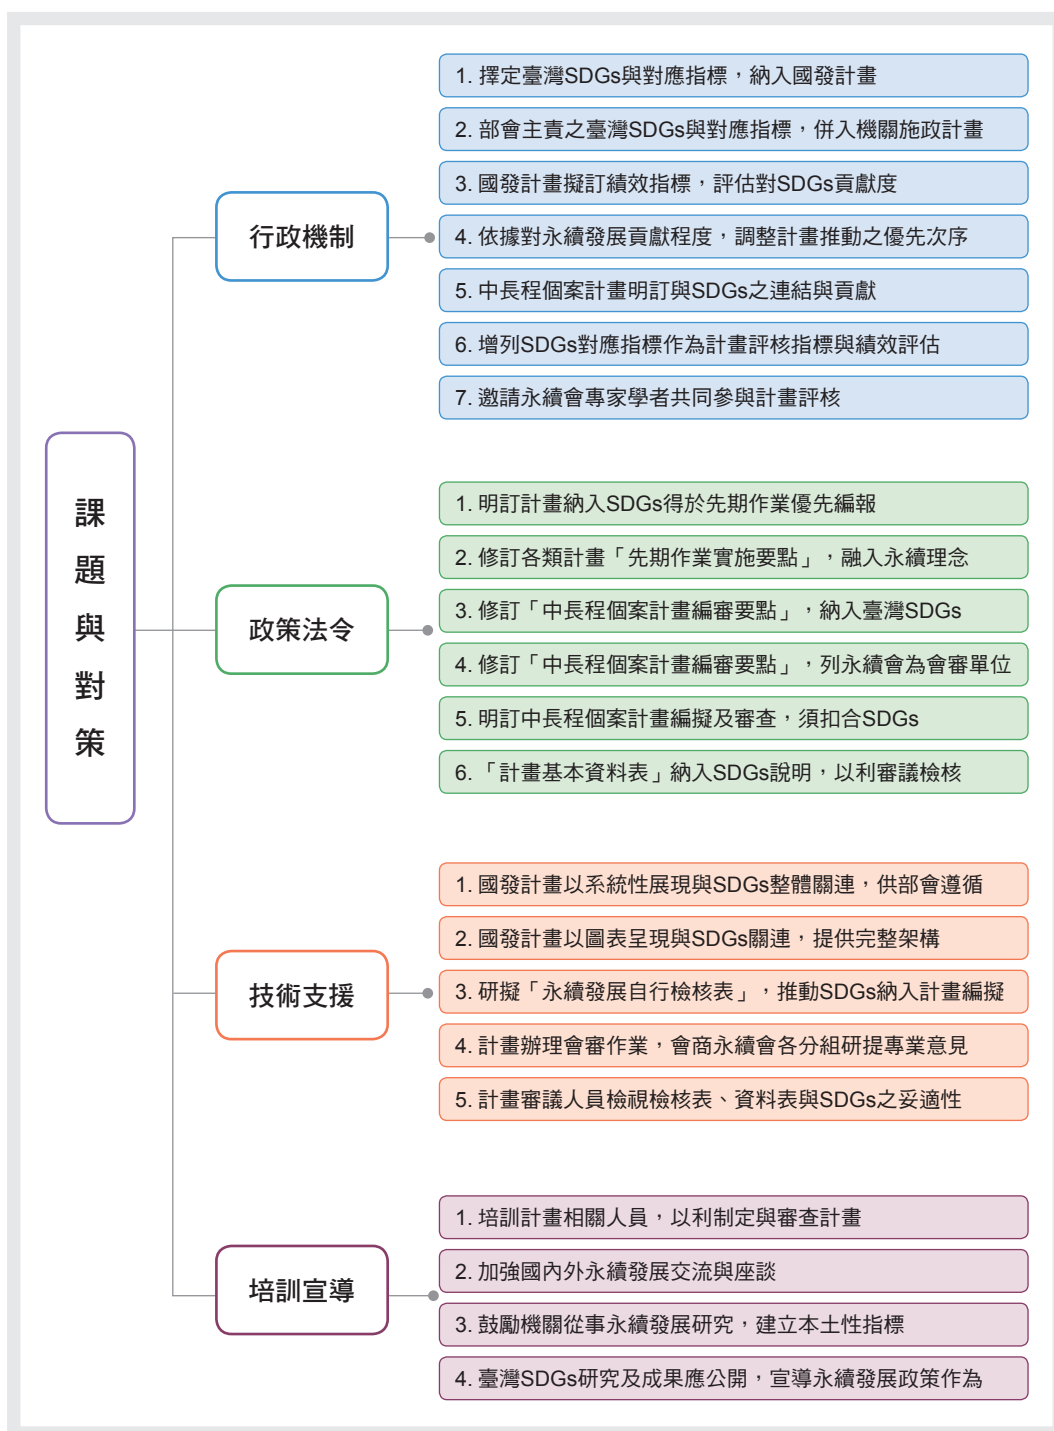 課題與對策
行政機制
1. 擇定臺灣SDGs與對應指標，納入國發計畫
2. 部會主責之臺灣SDGs與對應指標，併入機關施政計畫
3. 國發計畫擬訂績效指標，評估對SDGs貢獻度
4. 依據對永續發展貢獻程度，調整計畫推動之優先次序
5. 中長程個案計畫明訂與SDGs之連結與貢獻
6. 增列SDGs對應指標作為計畫評核指標與績效評估
7. 邀請永續會專家學者共同參與計畫評核
政策法令
1. 明訂計畫納入SDGs得於先期作業優先編報
2. 修訂各類計畫「先期作業實施要點」，融入永續理念
3. 修訂「中長程個案計畫編審要點」，納入臺灣SDGs
4. 修訂「中長程個案計畫編審要點」，列永續會為會審單位
5. 明訂中長程個案計畫編擬及審查，須扣合SDGs
6. 「計畫基本資料表」納入SDGs說明，以利審議檢核
技術支援
1. 國發計畫以系統性展現與SDGs整體關連，供部會遵循
2. 國發計畫以圖表呈現與SDGs關連，提供完整架構
3. 研擬「永續發展自行檢核表」，推動SDGs納入計畫編擬
4. 計畫辦理會審作業，會商永續會各分組研提專業意見
5. 計畫審議人員檢視檢核表、資料表與SDGs之妥適性
培訓宣導
1. 培訓計畫相關人員，以利制定與審查計畫
2. 加強國內外永續發展交流與座談
3. 鼓勵機關從事永續發展研究，建立本土性指標
4. 臺灣SDGs研究及成果應公開，宣導永續發展政策作為